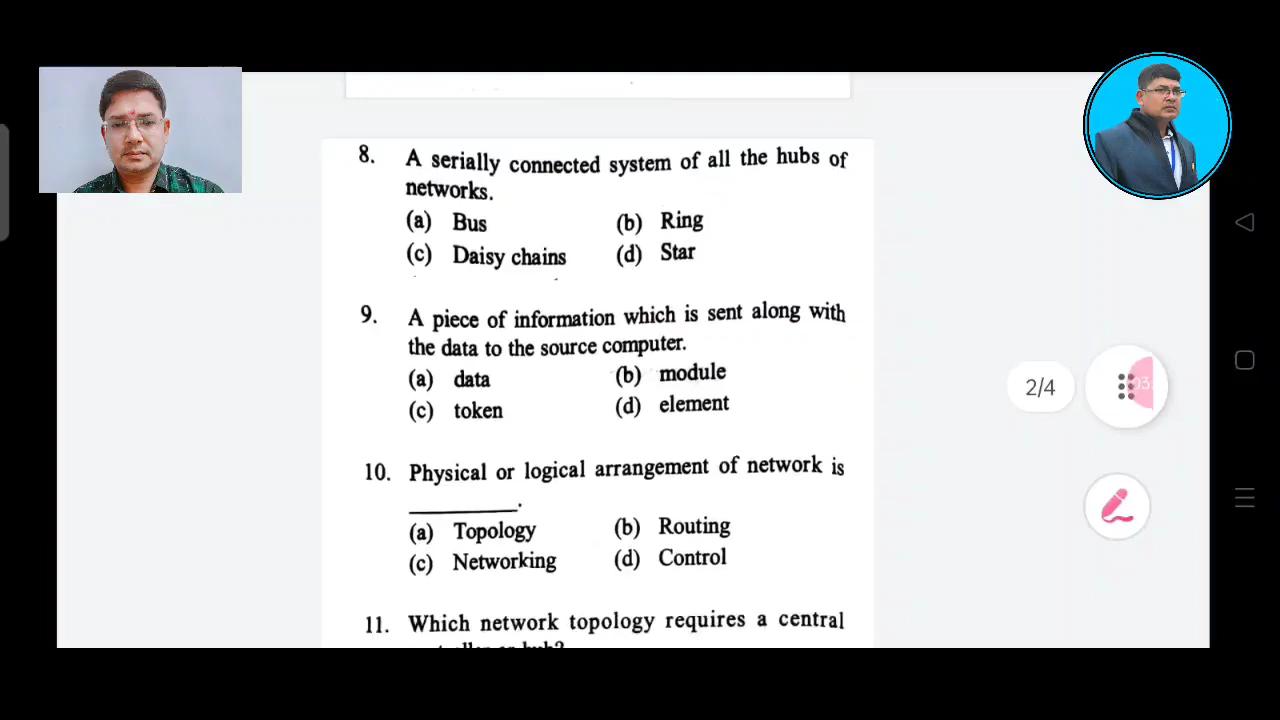 8. A serially connected system of all the hubs of
networks.
(a) Bus (b) Ring
(c) Daisy chains (d) Star
9. A piece of information which is sent along with
the data to the source computer.
(a) data (b) module
(c) token (d) element
2/4
10. Physical or logical arrangement of network is
__________.
(a) Topology (b) Routing
(c) Networking (d) Control
11. Which network topology requires a central